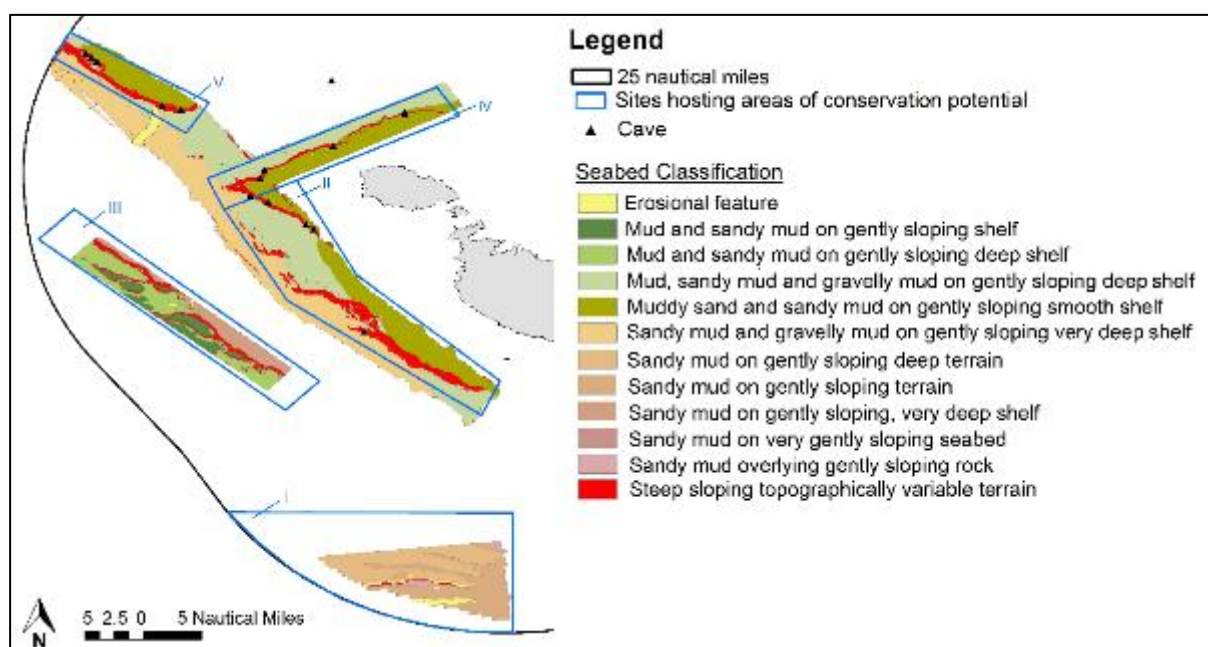 V
IV
II
III
I
N
5 2.5 0 5 Nautical Miles
Legend
25 nautical miles
Sites hosting areas of conservation potential
Cave
Seabed Classification
Erosional feature
Mud and sandy mud on gently sloping shelf
Mud and sandy mud on gently sloping deep shelf
Mud, sandy mud and gravelly mud on gently sloping deep shelf
Muddy sand and sandy mud on gently sloping smooth shelf
Sandy mud and gravelly mud on gently sloping very deep shelf
Sandy mud on gently sloping deep terrain
Sandy mud on gently sloping terrain
Sandy mud on gently sloping, very deep shelf
Sandy mud on very gently sloping seabed
Sandy mud overlying gently sloping rock
Steep sloping topographically variable terrain